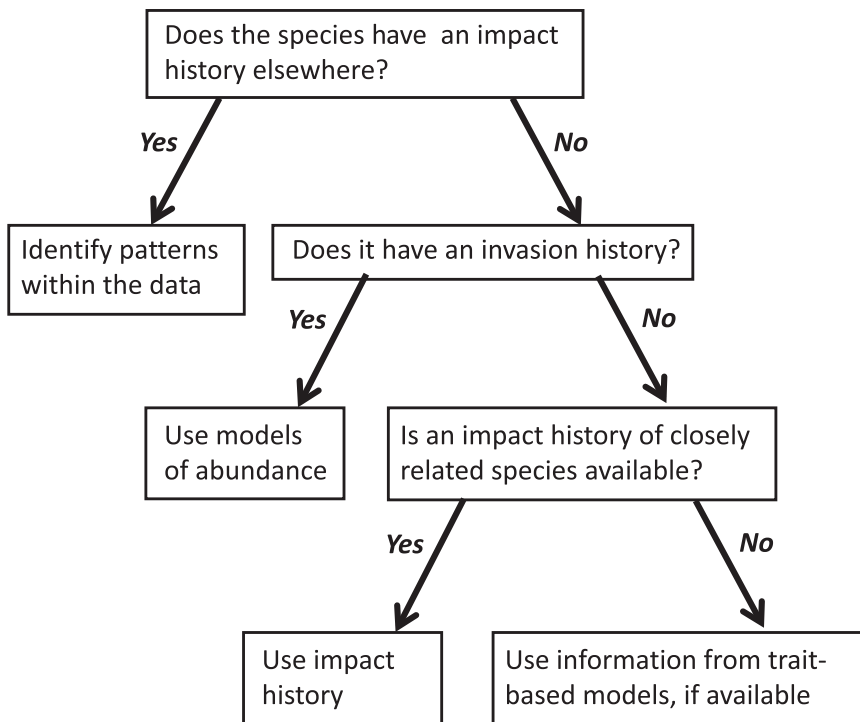 Does the species have an impact
history elsewhere?
Yes
No
Identify patterns
within the data
Does it have an invasion history?
Yes
No
Use models
of abundance
Is an impact history of closely
related species available?
Yes
No
Use impact
history
Use information from trait-
based models, if available